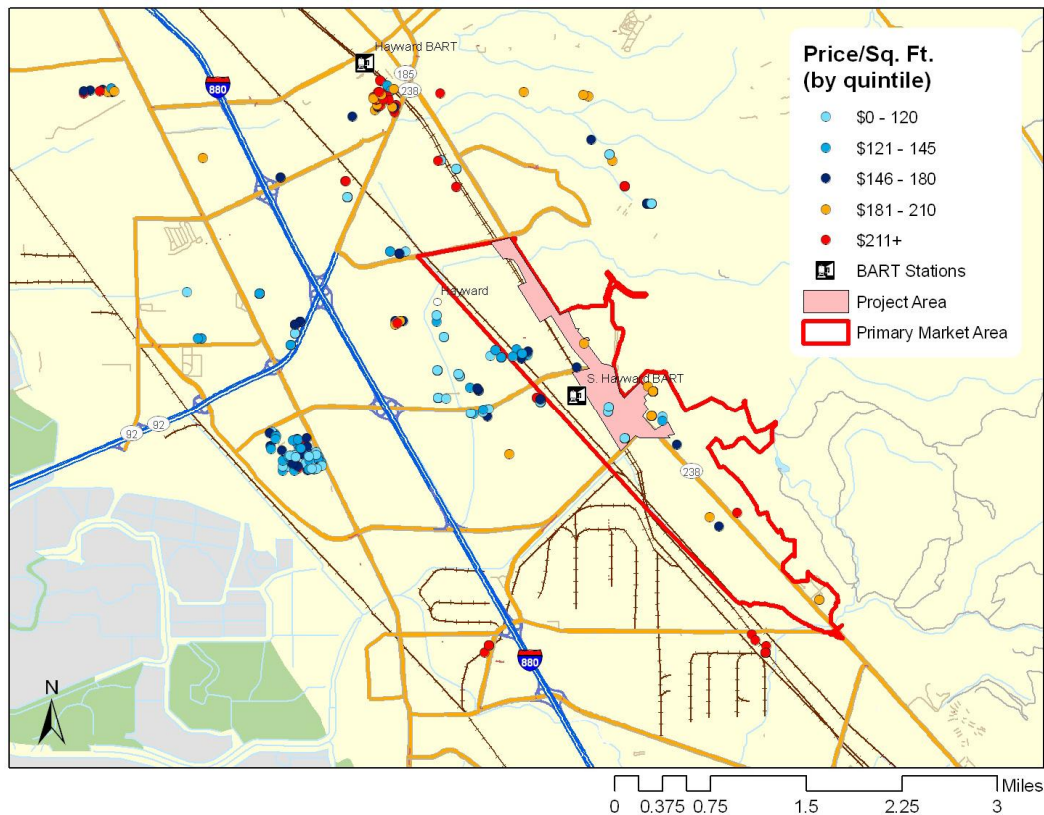 Hayward BART
185
238
880
Price/Sq. Ft.
(by quintile)
$0 - 120
$121 - 145
$146 - 180
$181 - 210
$211+
BART Stations
Project Area
Primary Market Area
Hayward
S. Hayward BART
92
92
238
880
N
Miles
0 0.375 0.75 1.5 2.25 3